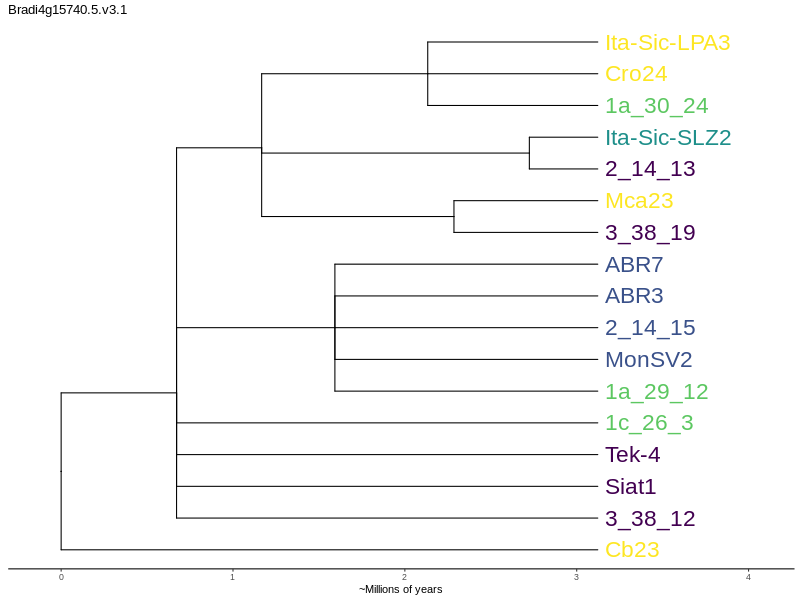 Bradi4g15740.5.v3.1
Ita-Sic-LPA3
Cro24
1a_30_24
Ita-Sic-SLZ2
2_14_13
Mca23
3_38_19
ABR7
ABR3
2_14_15
MonSV2
1a_29_12
1c_26_3
Tek-4
Siat1
3_38_12
Cb23
0 1 2 3 4
~Millions of years